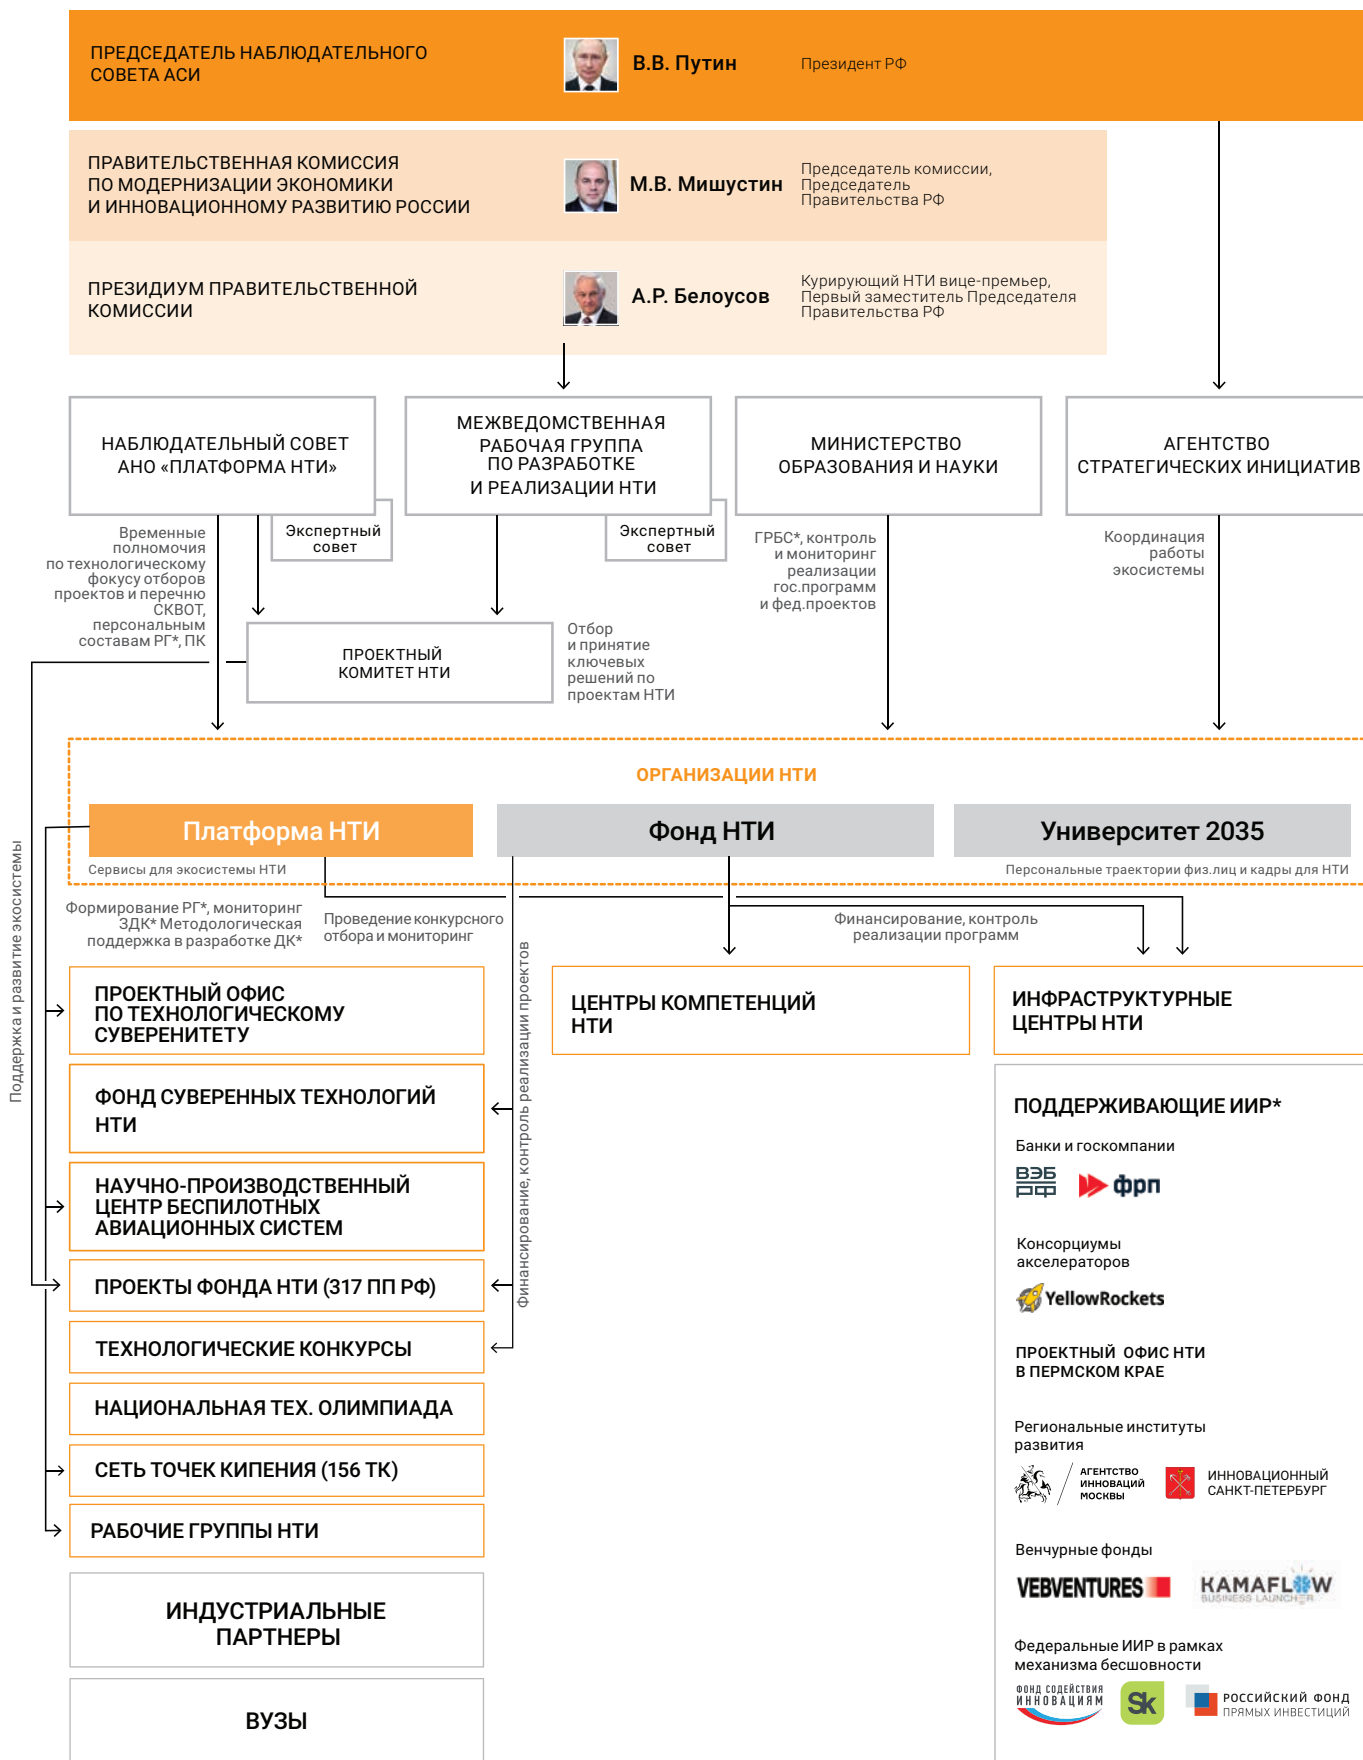 ПРЕДСЕДАТЕЛЬ НАБЛЮДАТЕЛЬНОГО
СОВЕТА АСИ
В.В. Путин
Президент РФ
ПРАВИТЕЛЬСТВЕННАЯ КОМИССИЯ
ПО МОДЕРНИЗАЦИИ ЭКОНОМИКИ
И ИННОВАЦИОННОМУ РАЗВИТИЮ РОССИИ
М.В. Мишустин
Председатель комиссии,
Председатель
Правительства РФ
ПРЕЗИДИУМ ПРАВИТЕЛЬСТВЕННОЙ
КОМИССИИ
А.Р. Белоусов
Курирующий НТИ вице-премьер,
Первый заместитель Председателя
Правительства РФ
НАБЛЮДАТЕЛЬНЫЙ СОВЕТ
АНО «ПЛАТФОРМА НТИ»
Экспертный
совет
МЕЖВЕДОМСТВЕННАЯ
РАБОЧАЯ ГРУППА
ПО РАЗРАБОТКЕ
И РЕАЛИЗАЦИИ НТИ
Экспертный
совет
МИНИСТЕРСТВО
ОБРАЗОВАНИЯ И НАУКИ
АГЕНТСТВО
СТРАТЕГИЧЕСКИХ ИНИЦИАТИВ
Временные
полномочия
по технологическому
фокусу отборов
проектов и перечню
СКВОТ,
персональным
составам РГ*, ПК
ГРБС*, контроль
и мониторинг
реализации
гос.программ
и фед.проектов
Координация
работы
экосистемы
ПРОЕКТНЫЙ
КОМИТЕТ НТИ
Отбор
и принятие
ключевых
решений по
проектам НТИ
ОРГАНИЗАЦИИ НТИ
Платформа НТИ
Фонд НТИ
Университет 2035
Сервисы для экосистемы НТИ
Персональные траектории физ.лиц и кадры для НТИ
Поддержка и развитие экосистемы
Формирование РГ*, мониторинг
ЗДК* Методологическая
поддержка в разработке ДК*
Проведение конкурсного
отбора и мониторинг
Финансирование, контроль
реализации программ
Финансирование, контроль реализации проектов
ПРОЕКТНЫЙ ОФИС
ПО ТЕХНОЛОГИЧЕСКОМУ
СУВЕРЕНИТЕТУ
ЦЕНТРЫ КОМПЕТЕНЦИЙ
НТИ
ИНФРАСТРУКТУРНЫЕ
ЦЕНТРЫ НТИ
ФОНД СУВЕРЕННЫХ ТЕХНОЛОГИЙ
НТИ
НАУЧНО-ПРОИЗВОДСТВЕННЫЙ
ЦЕНТР БЕСПИЛОТНЫХ
АВИАЦИОННЫХ СИСТЕМ
ПРОЕКТЫ ФОНДА НТИ (317 ПП РФ)
ТЕХНОЛОГИЧЕСКИЕ КОНКУРСЫ
НАЦИОНАЛЬНАЯ ТЕХ. ОЛИМПИАДА
СЕТЬ ТОЧЕК КИПЕНИЯ (156 ТК)
РАБОЧИЕ ГРУППЫ НТИ
ИНДУСТРИАЛЬНЫЕ
ПАРТНЕРЫ
ВУЗЫ
ПОДДЕРЖИВАЮЩИЕ ИИР*
Банки и госкомпании
ВЭБ
РФ
фрп
Консорциумы
акселераторов
YellowRockets
ПРОЕКТНЫЙ ОФИС НТИ
В ПЕРМСКОМ КРАЕ
Региональные институты
развития
АГЕНТСТВО
ИННОВАЦИЙ
МОСКВЫ
ИННОВАЦИОННЫЙ
САНКТ-ПЕТЕРБУРГ
Венчурные фонды
VEBVENTURES
KAMAFLOW
BUSINESS LAUNCHER
Федеральные ИИР в рамках
механизма бесшовности
ФОНД СОДЕЙСТВИЯ
ИННОВАЦИЯМ
Sk
РОССИЙСКИЙ ФОНД
ПРЯМЫХ ИНВЕСТИЦИЙ